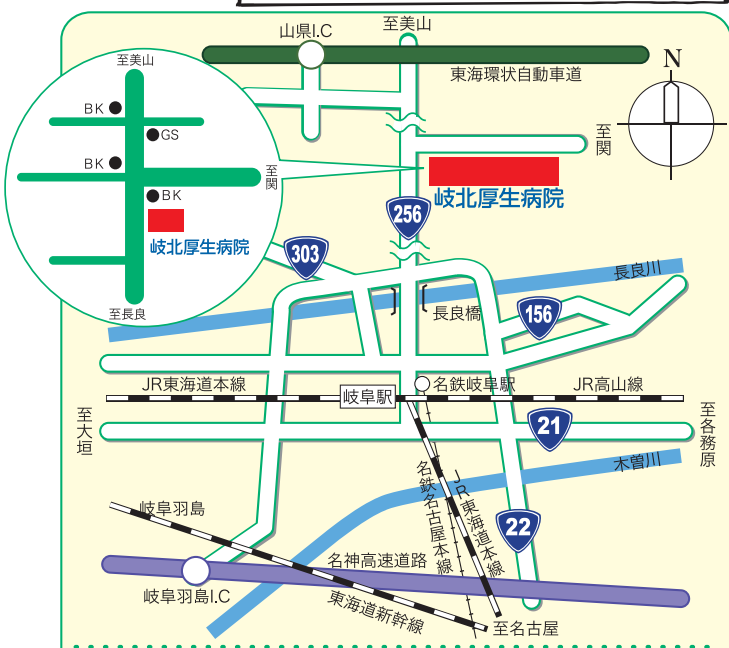 山県I.C
至美山
東海環状自動車道
N
至関
岐北厚生病院
256
至美山
BK
GS
BK
至関
BK
岐北厚生病院
至長良
303
長良川
長良橋
156
JR東海道本線
岐阜駅
名鉄岐阜駅
JR高山線
至大垣
至各務原
21
木曽川
名鉄名古屋本線
JR東海道本線
22
岐阜羽島
名神高速道路
岐阜羽島I.C
東海道新幹線
至名古屋